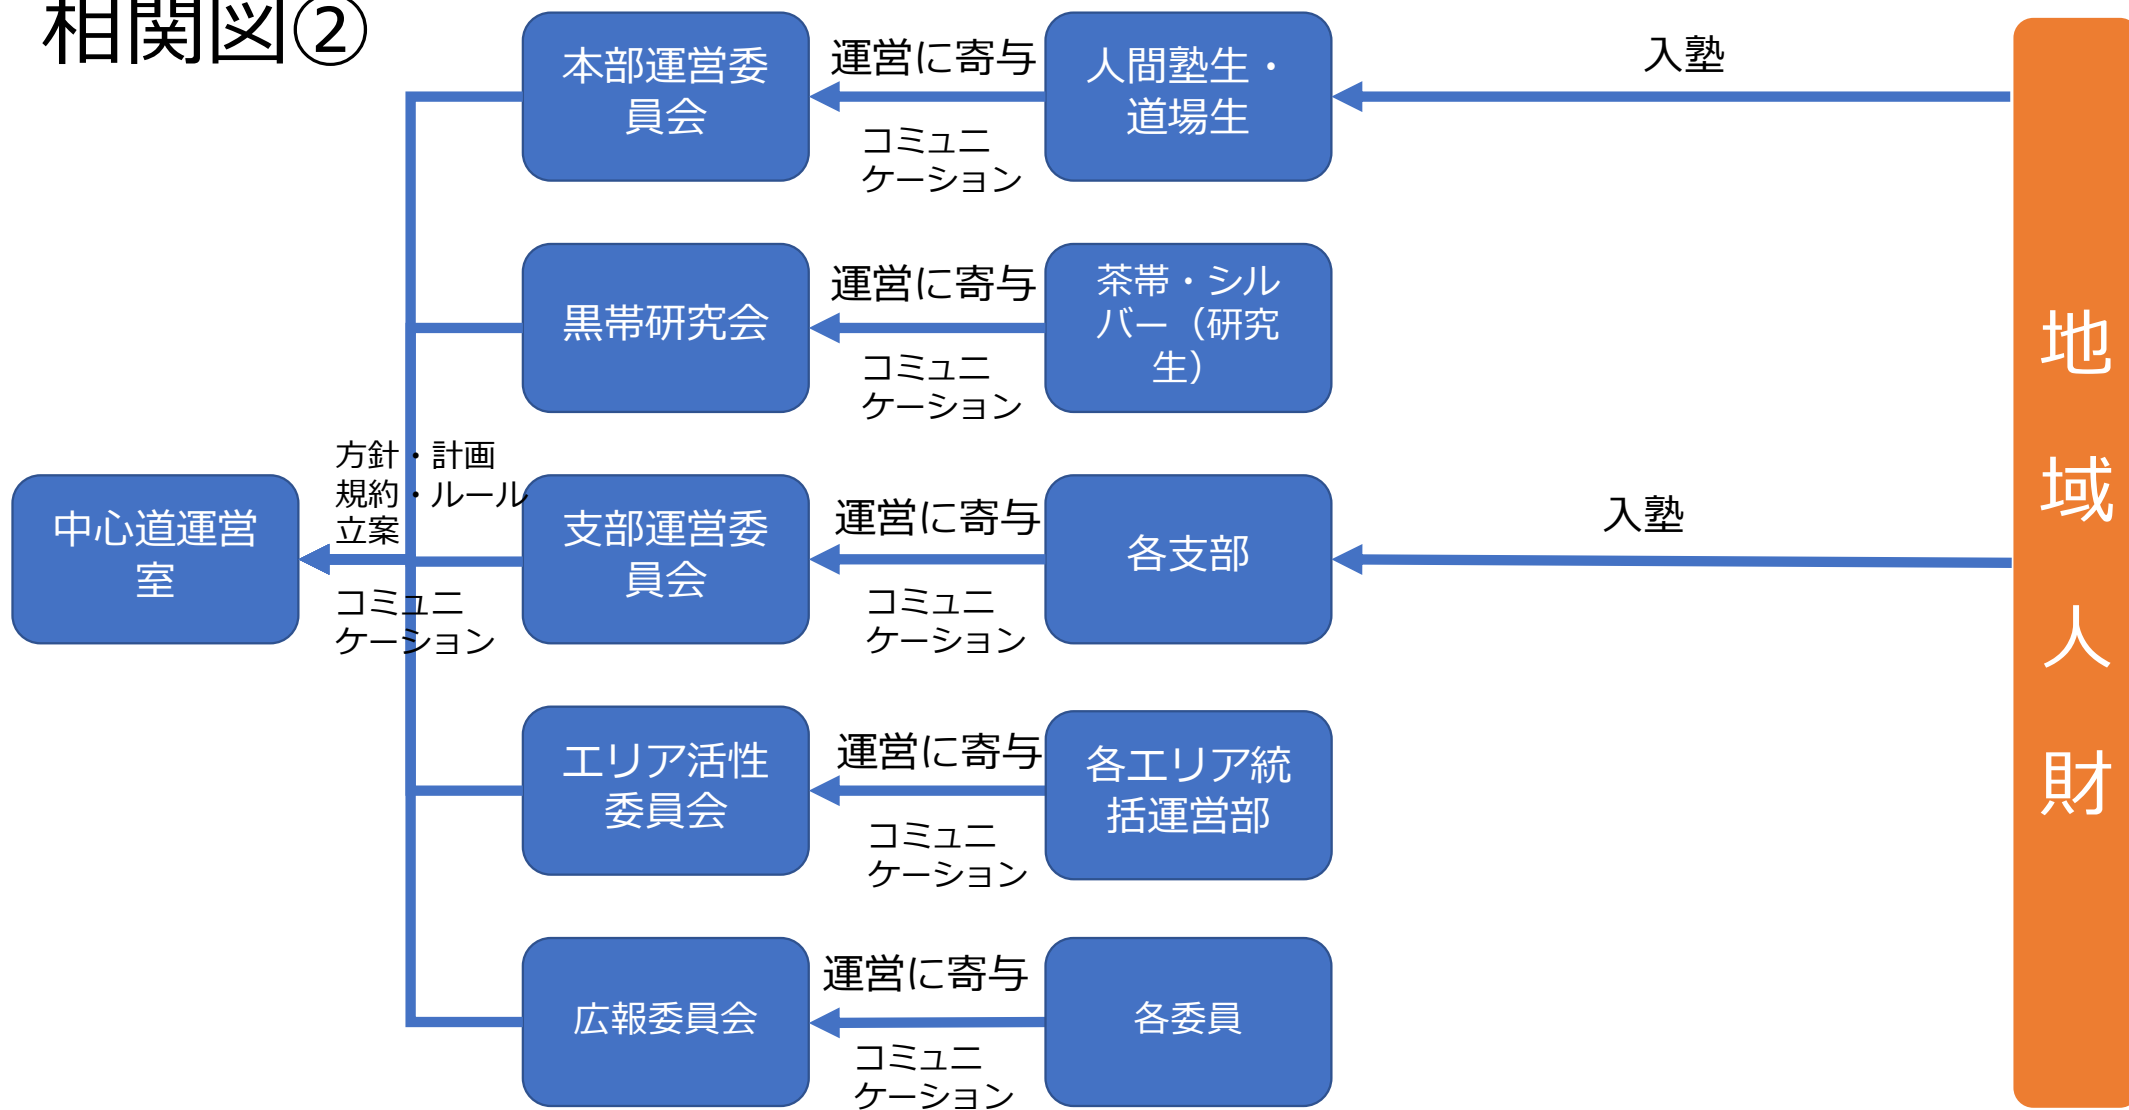 相関図②
本部運営委
員会
運営に寄与
コミュニ
ケーション
人間塾生・
道場生
入塾
黒帯研究会
運営に寄与
コミュニ
ケーション
茶帯・シル
バー（研究
生）
中心道運営
室
方針・計画
規約・ルール
立案
コミュニ
ケーション
支部運営委
員会
運営に寄与
コミュニ
ケーション
各支部
入塾
エリア活性
委員会
運営に寄与
コミュニ
ケーション
各エリア統
括運営部
広報委員会
運営に寄与
コミュニ
ケーション
各委員
地
域
人
財